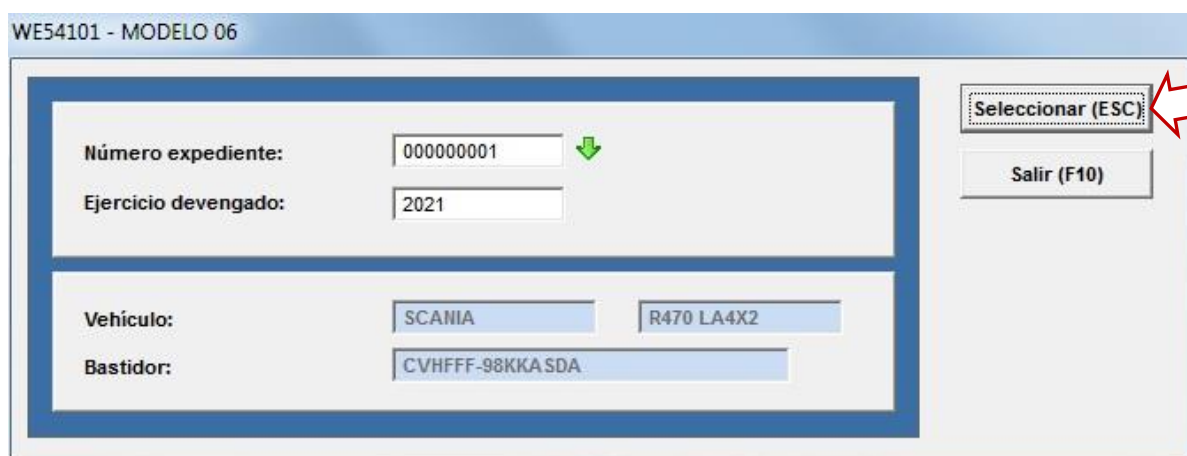 WE54101 - MODELO 06
Número expediente: 000000001
Seleccionar (ESC)
Ejercicio devengado: 2021
Salir (F10)
Vehículo: SCANIA R470 LA4X2
Bastidor: CVHFFF-98KKASDA